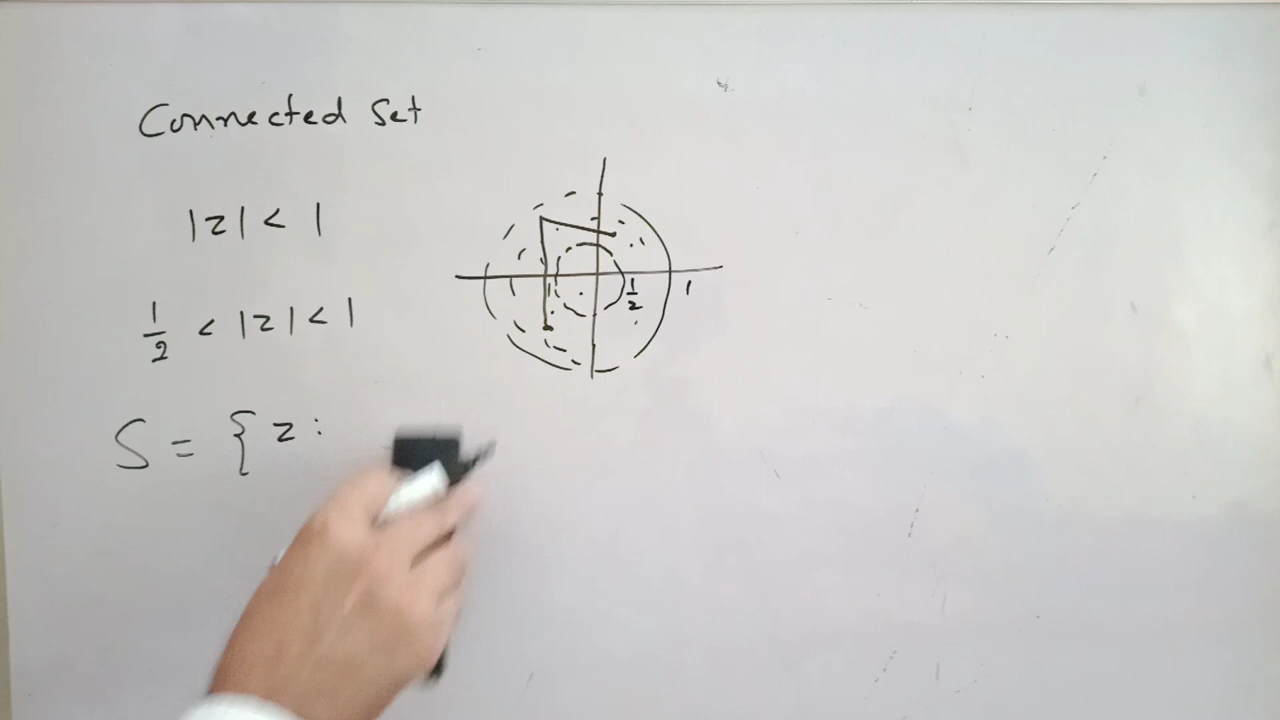 Connected Set
|z| < 1
1/2 < |z| < 1
S = { z :
1/2
1